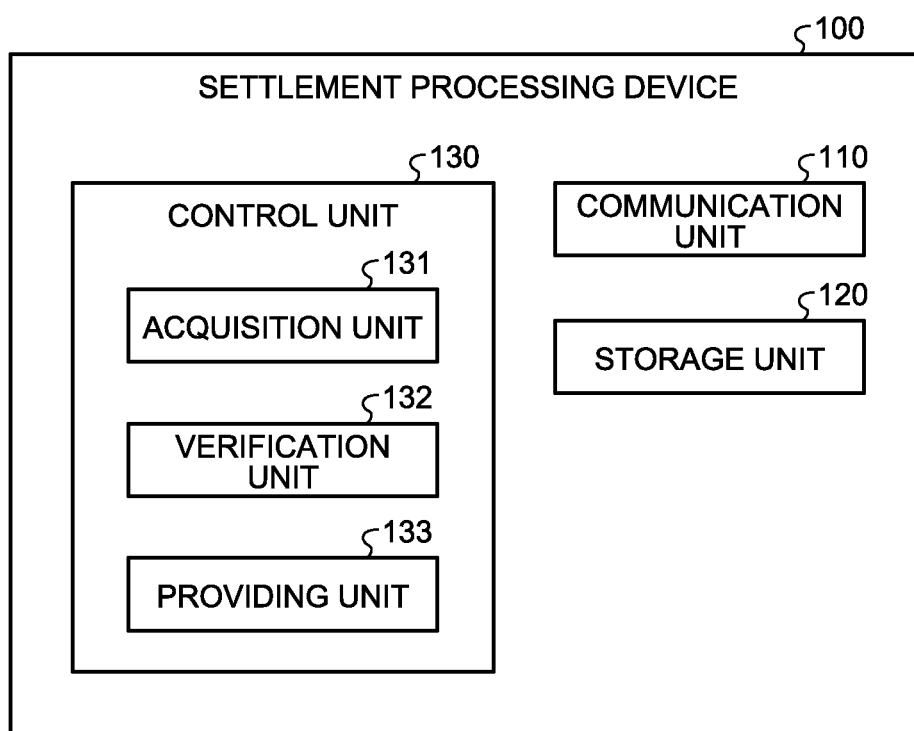 100
SETTLEMENT PROCESSING DEVICE
130
CONTROL UNIT
131
ACQUISITION UNIT
132
VERIFICATION
UNIT
133
PROVIDING UNIT
110
COMMUNICATION
UNIT
120
STORAGE UNIT